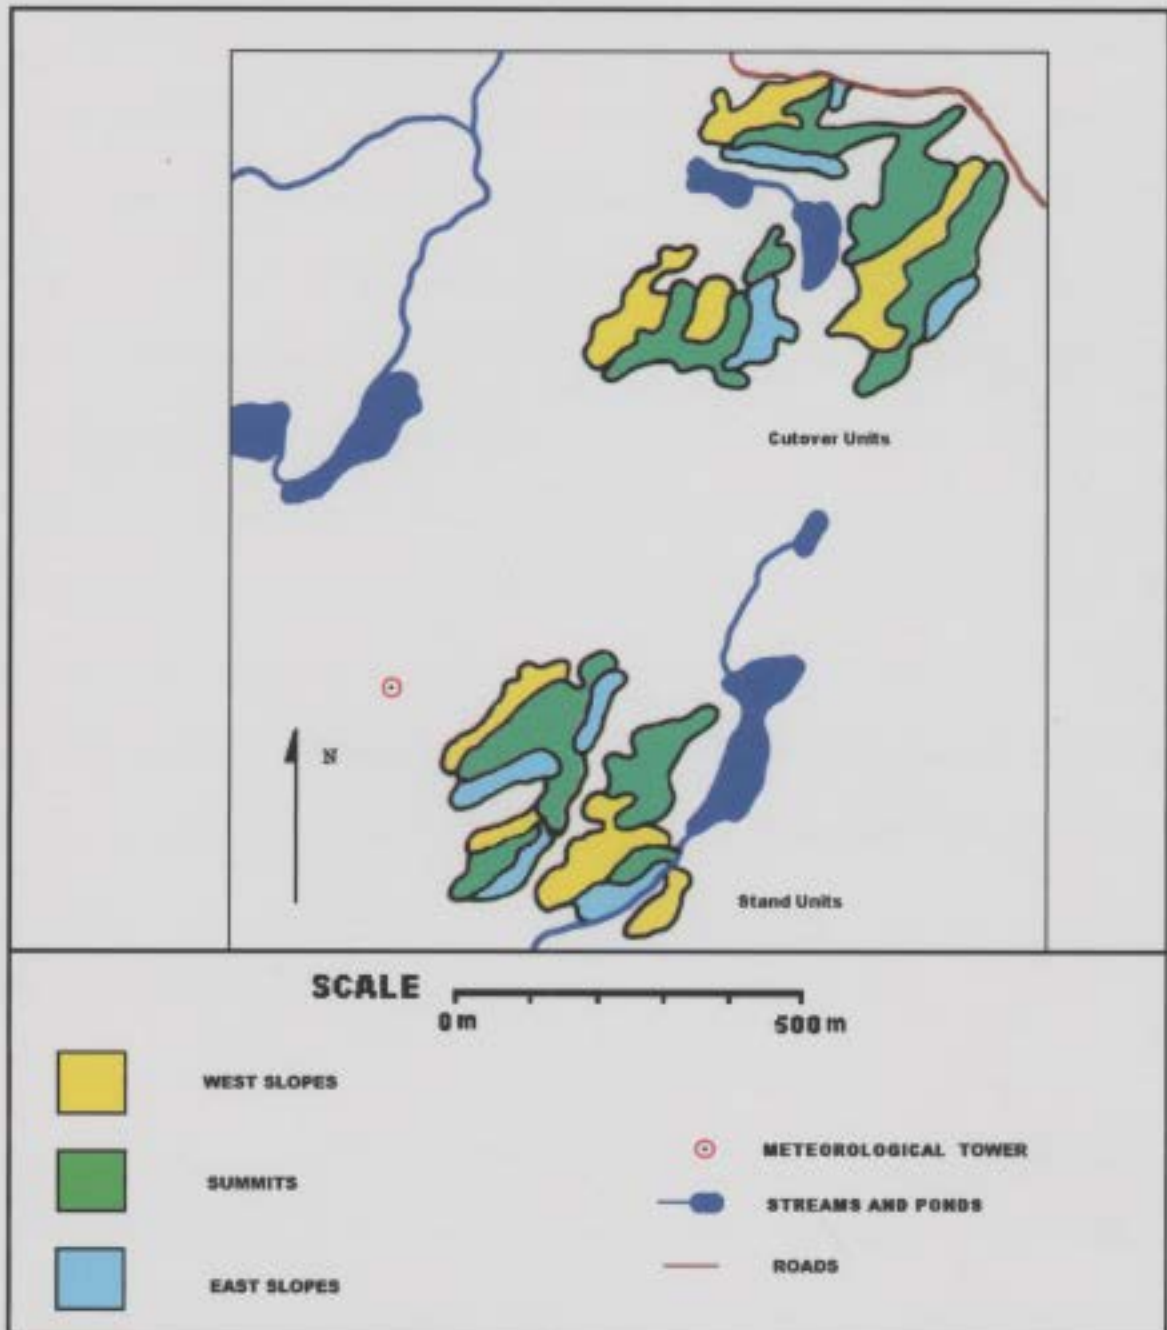 Cutover Units
N
Stand Units
SCALE
0 m 500 m
WEST SLOPES
SUMMITS
EAST SLOPES
METEOROLOGICAL TOWER
STREAMS AND PONDS
ROADS